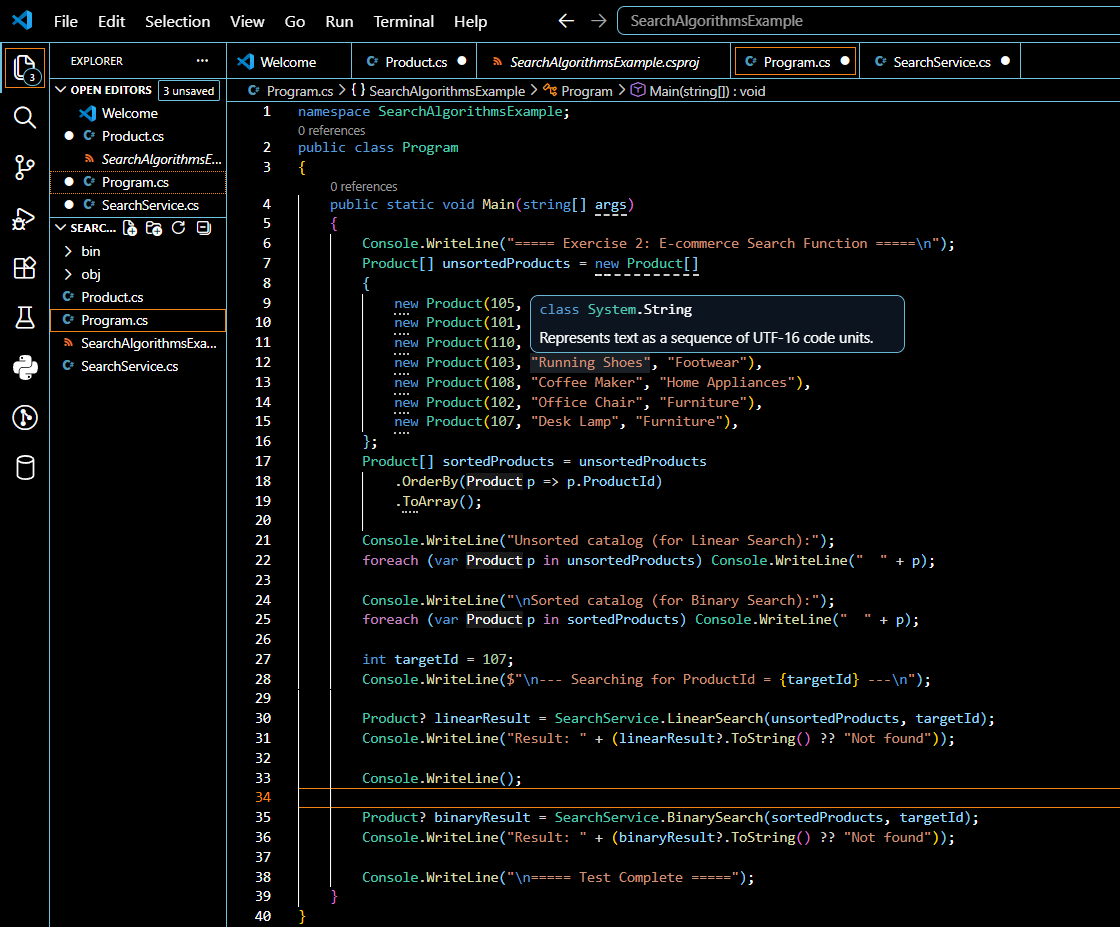 File Edit Selection View Go Run Terminal Help ← → SearchAlgorithmsExample
EXPLORER ···
Welcome
Product.cs
SearchAlgorithmsExample.csproj
Program.cs
SearchService.cs
3
OPEN EDITORS 3 unsaved
Welcome
C# Product.cs
SearchAlgorithmsE...
C# Program.cs
C# SearchService.cs
SEARC...
bin
obj
C# Product.cs
C# Program.cs
SearchAlgorithmsExa...
C# SearchService.cs
C# Program.cs > { } SearchAlgorithmsExample > Program > Main(string[]) : void
1 namespace SearchAlgorithmsExample;
0 references
2 public class Program
3 {
0 references
4 public static void Main(string[] args)
5 {
6 Console.WriteLine("===== Exercise 2: E-commerce Search Function =====\n");
7 Product[] unsortedProducts = new Product[]
8 {
9 new Product(105,
10 new Product(101,
11 new Product(110,
class System.String
Represents text as a sequence of UTF-16 code units.
12 new Product(103, "Running Shoes", "Footwear"),
13 new Product(108, "Coffee Maker", "Home Appliances"),
14 new Product(102, "Office Chair", "Furniture"),
15 new Product(107, "Desk Lamp", "Furniture"),
16 };
17 Product[] sortedProducts = unsortedProducts
18 .OrderBy(Product p => p.ProductId)
19 .ToArray();
20
21 Console.WriteLine("Unsorted catalog (for Linear Search):");
22 foreach (var Product p in unsortedProducts) Console.WriteLine("  " + p);
23
24 Console.WriteLine("\nSorted catalog (for Binary Search):");
25 foreach (var Product p in sortedProducts) Console.WriteLine("  " + p);
26
27 int targetId = 107;
28 Console.WriteLine($"\n--- Searching for ProductId = {targetId} ---\n");
29
30 Product? linearResult = SearchService.LinearSearch(unsortedProducts, targetId);
31 Console.WriteLine("Result: " + (linearResult?.ToString() ?? "Not found"));
32
33 Console.WriteLine();
34
35 Product? binaryResult = SearchService.BinarySearch(sortedProducts, targetId);
36 Console.WriteLine("Result: " + (binaryResult?.ToString() ?? "Not found"));
37
38 Console.WriteLine("\n===== Test Complete =====");
39 }
40 }